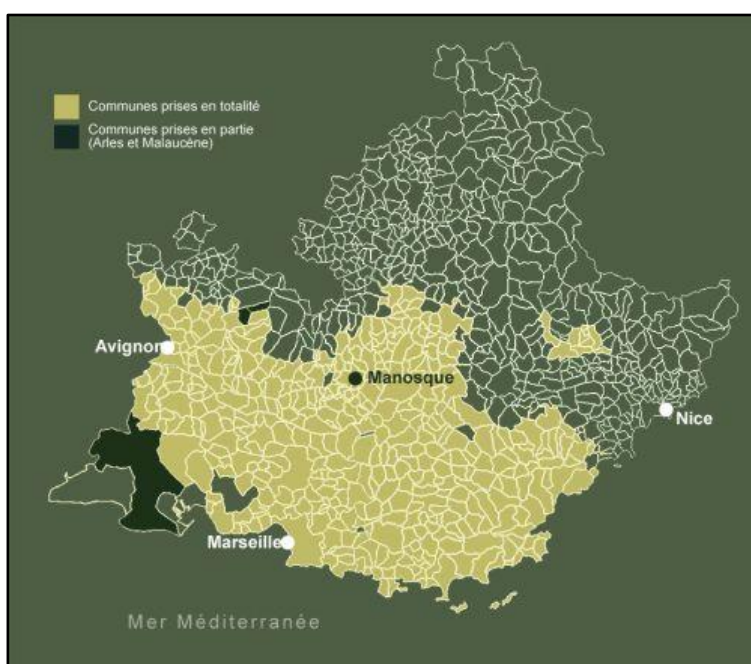 Communes prises en totalité
Communes prises en partie
(Arles et Malaucène)
Avignon
Manosque
Nice
Marseille
Mer Méditerranée